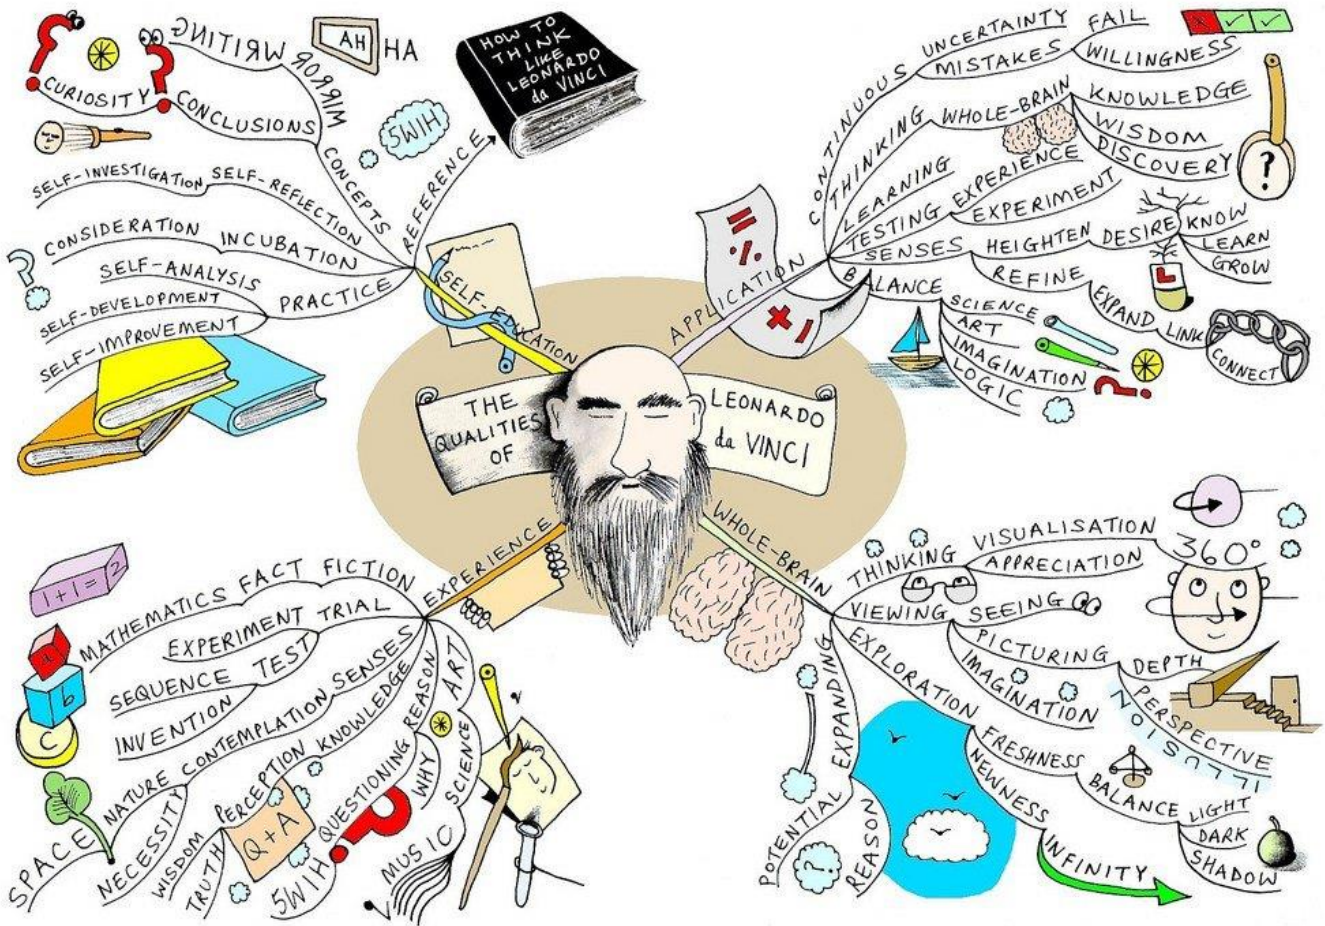 THE
QUALITIES
OF
LEONARDO
da VINCI
SELF-EDUCATION
REFERENCE
HOW TO
THINK
LIKE
LEONARDO
da VINCI
5WIH
CONCEPTS
MIRROR WRITING
AH
HA
CONCLUSIONS
CURIOSITY
SELF-REFLECTION
SELF-INVESTIGATION
INCUBATION
CONSIDERATION
PRACTICE
SELF-ANALYSIS
SELF-DEVELOPMENT
SELF-IMPROVEMENT
APPLICATION
CONTINUOUS
UNCERTAINTY
MISTAKES
FAIL
WILLINGNESS
THINKING
WHOLE-BRAIN
KNOWLEDGE
WISDOM
DISCOVERY
?
LEARNING
TESTING
EXPERIENCE
EXPERIMENT
SENSES
HEIGHTEN
DESIRE
KNOW
LEARN
GROW
REFINE
EXPAND
LINK
CONNECT
L
BALANCE
SCIENCE
ART
IMAGINATION
LOGIC
WHOLE-BRAIN
THINKING
VISUALISATION
APPRECIATION
360°
VIEWING
SEEING
PICTURING
DEPTH
PERSPECTIVE
ILLUSION
IMAGINATION
EXPLORATION
FRESHNESS
BALANCE
LIGHT
DARK
SHADOW
NEWNESS
INFINITY
EXPANDING
POTENTIAL
REASON
EXPERIENCE
FICTION
FACT
MATHEMATICS
1+1=2
TRIAL
EXPERIMENT
TEST
SEQUENCE
INVENTION
a
b
c
SENSES
CONTEMPLATION
NATURE
SPACE
NECESSITY
KNOWLEDGE
PERCEPTION
WISDOM
TRUTH
Q+A
REASON
QUESTIONING
5WIH
WHY
ART
SCIENCE
MUSIC